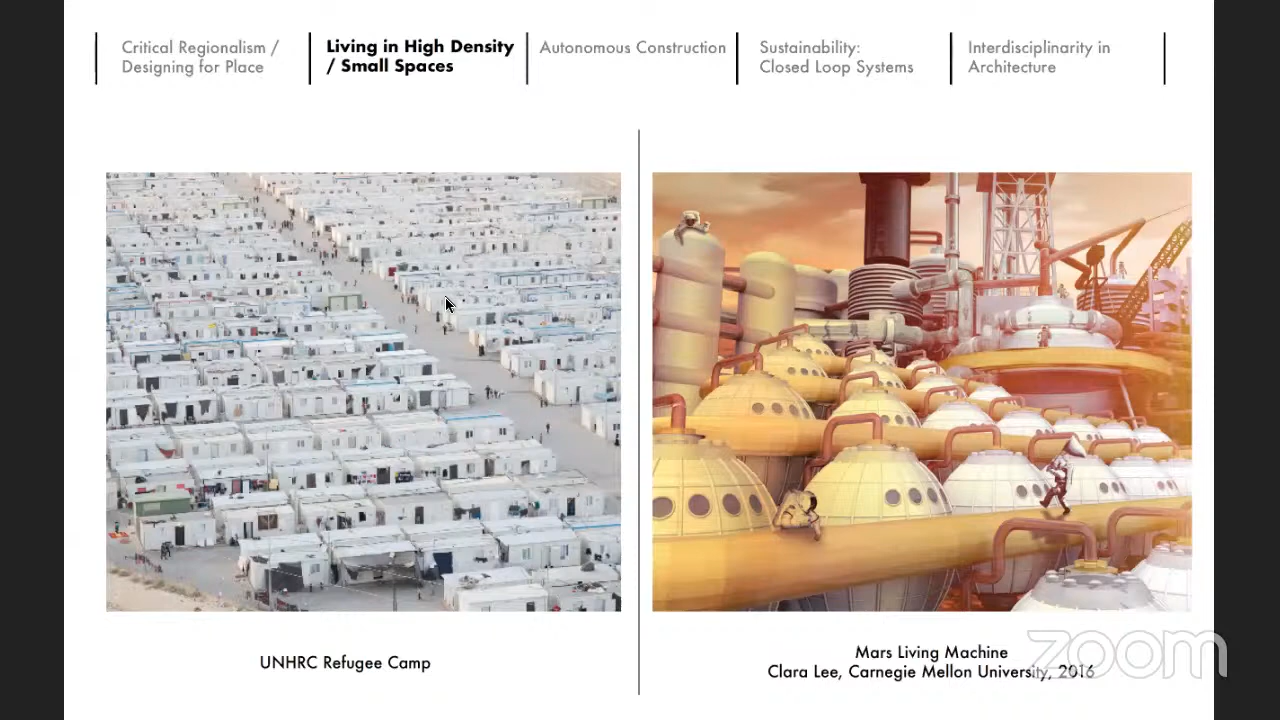 Critical Regionalism /
Designing for Place
Living in High Density
/ Small Spaces
Autonomous Construction
Sustainability:
Closed Loop Systems
Interdisciplinarity in
Architecture
UNHRC Refugee Camp
Mars Living Machine
Clara Lee, Carnegie Mellon University, 2016
zoom